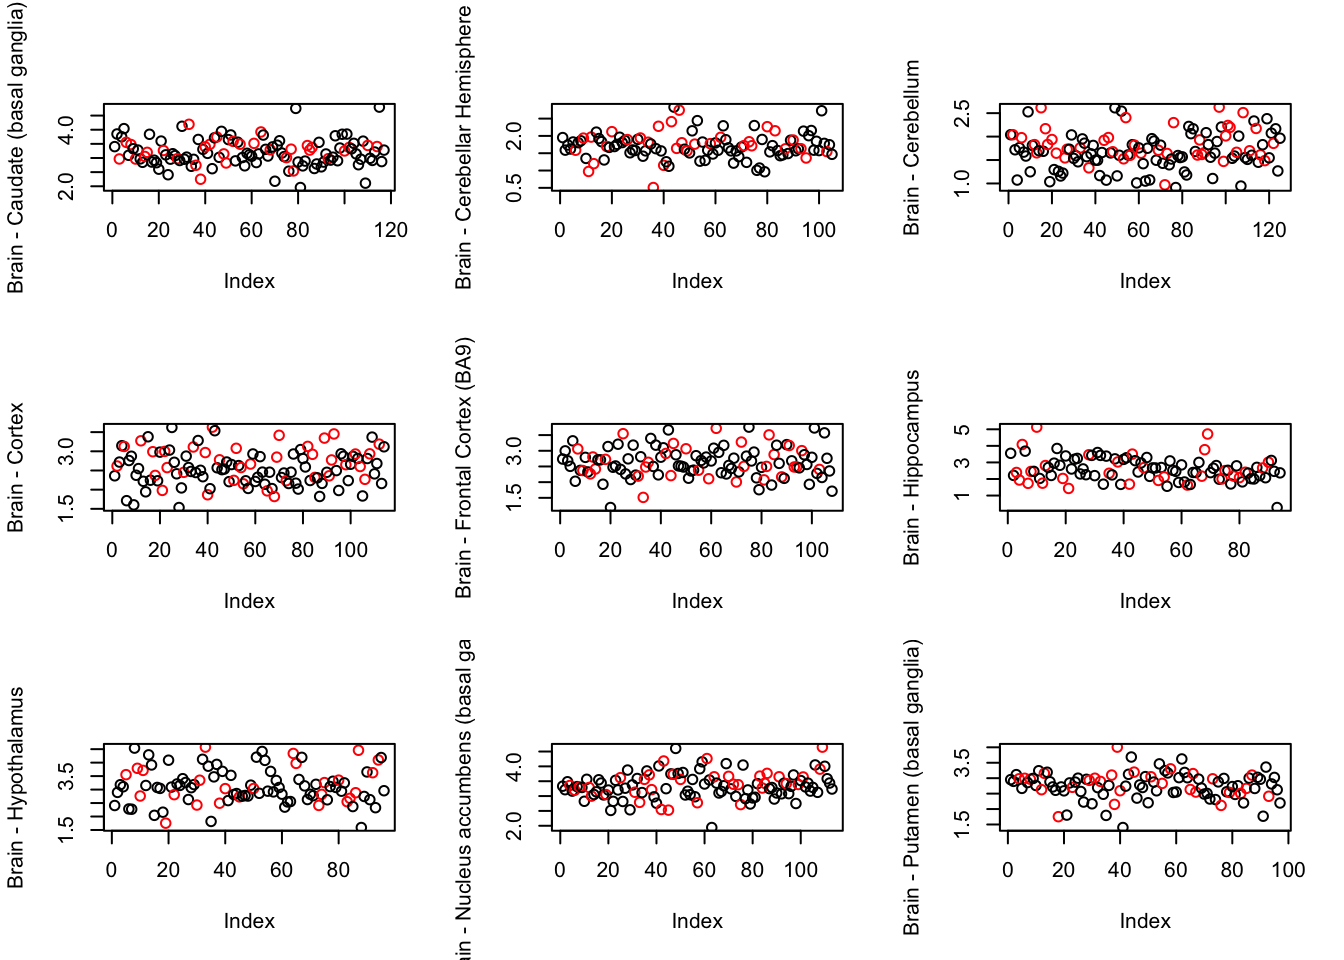 Brain - Caudate (basal ganglia)
2.0 4.0
0 20 40 60 80 120
Index
Brain - Cerebellar Hemisphere
0.5 2.0
0 20 40 60 80 100
Index
Brain - Cerebellum
1.0 2.5
0 20 40 60 80 120
Index
Brain - Cortex
1.5 3.0
0 20 40 60 80 100
Index
Brain - Frontal Cortex (BA9)
1.5 3.0
0 20 40 60 80 100
Index
Brain - Hippocampus
1 3 5
0 20 40 60 80
Index
Brain - Hypothalamus
1.5 3.5
0 20 40 60 80
Index
ain - Nucleus accumbens (basal ga
2.0 4.0
0 20 40 60 80 100
Index
Brain - Putamen (basal ganglia)
1.5 3.5
0 20 40 60 80 100
Index